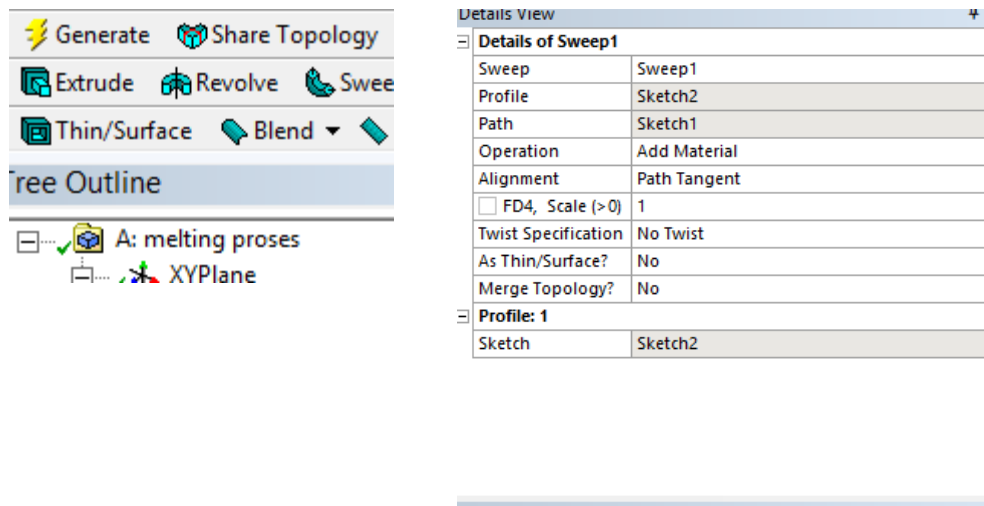 Generate Share Topology
Extrude Revolve Swee
Thin/Surface Blend
Tree Outline
A: melting proses
XYPlane
Details View
Details of Sweep1
Sweep Sweep1
Profile Sketch2
Path Sketch1
Operation Add Material
Alignment Path Tangent
FD4, Scale (>0) 1
Twist Specification No Twist
As Thin/Surface? No
Merge Topology? No
Profile: 1
Sketch Sketch2